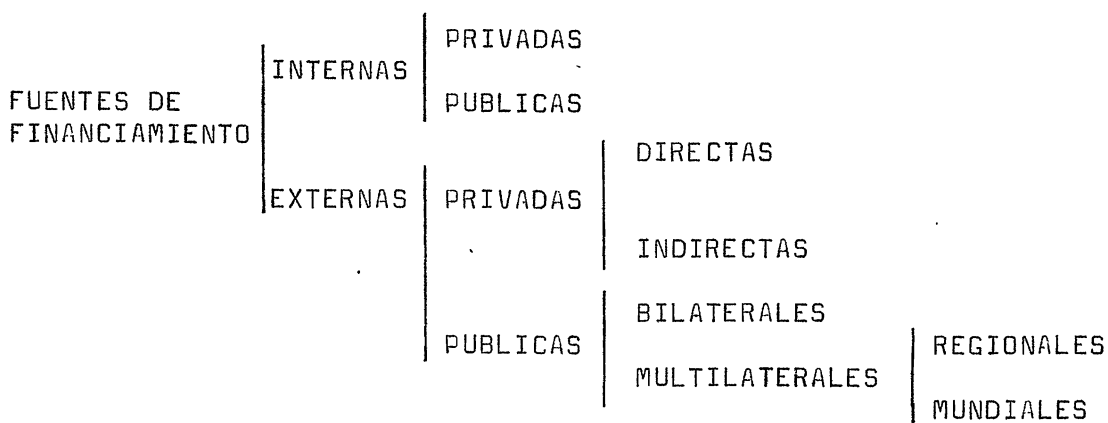 FUENTES DE
FINANCIAMIENTO
INTERNAS
PRIVADAS
PUBLICAS
EXTERNAS
PRIVADAS
DIRECTAS
INDIRECTAS
PUBLICAS
BILATERALES
MULTILATERALES
REGIONALES
MUNDIALES